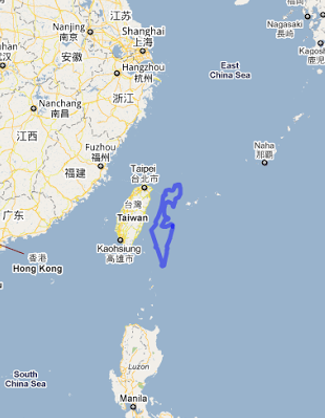 江苏
JIANGSU
Nanjing
南京
Shanghai
上海
Nagasaki
長崎
安徽
Hangzhou
杭州
浙江
East
China Sea
Nanchang
南昌
江西
Fuzhou
福州
Naha
那覇
福建
Taipei
台北市
广东
台灣
Taiwan
Kaohsiung
高雄市
香港
Hong Kong
Luzon
South
China Sea
Manila